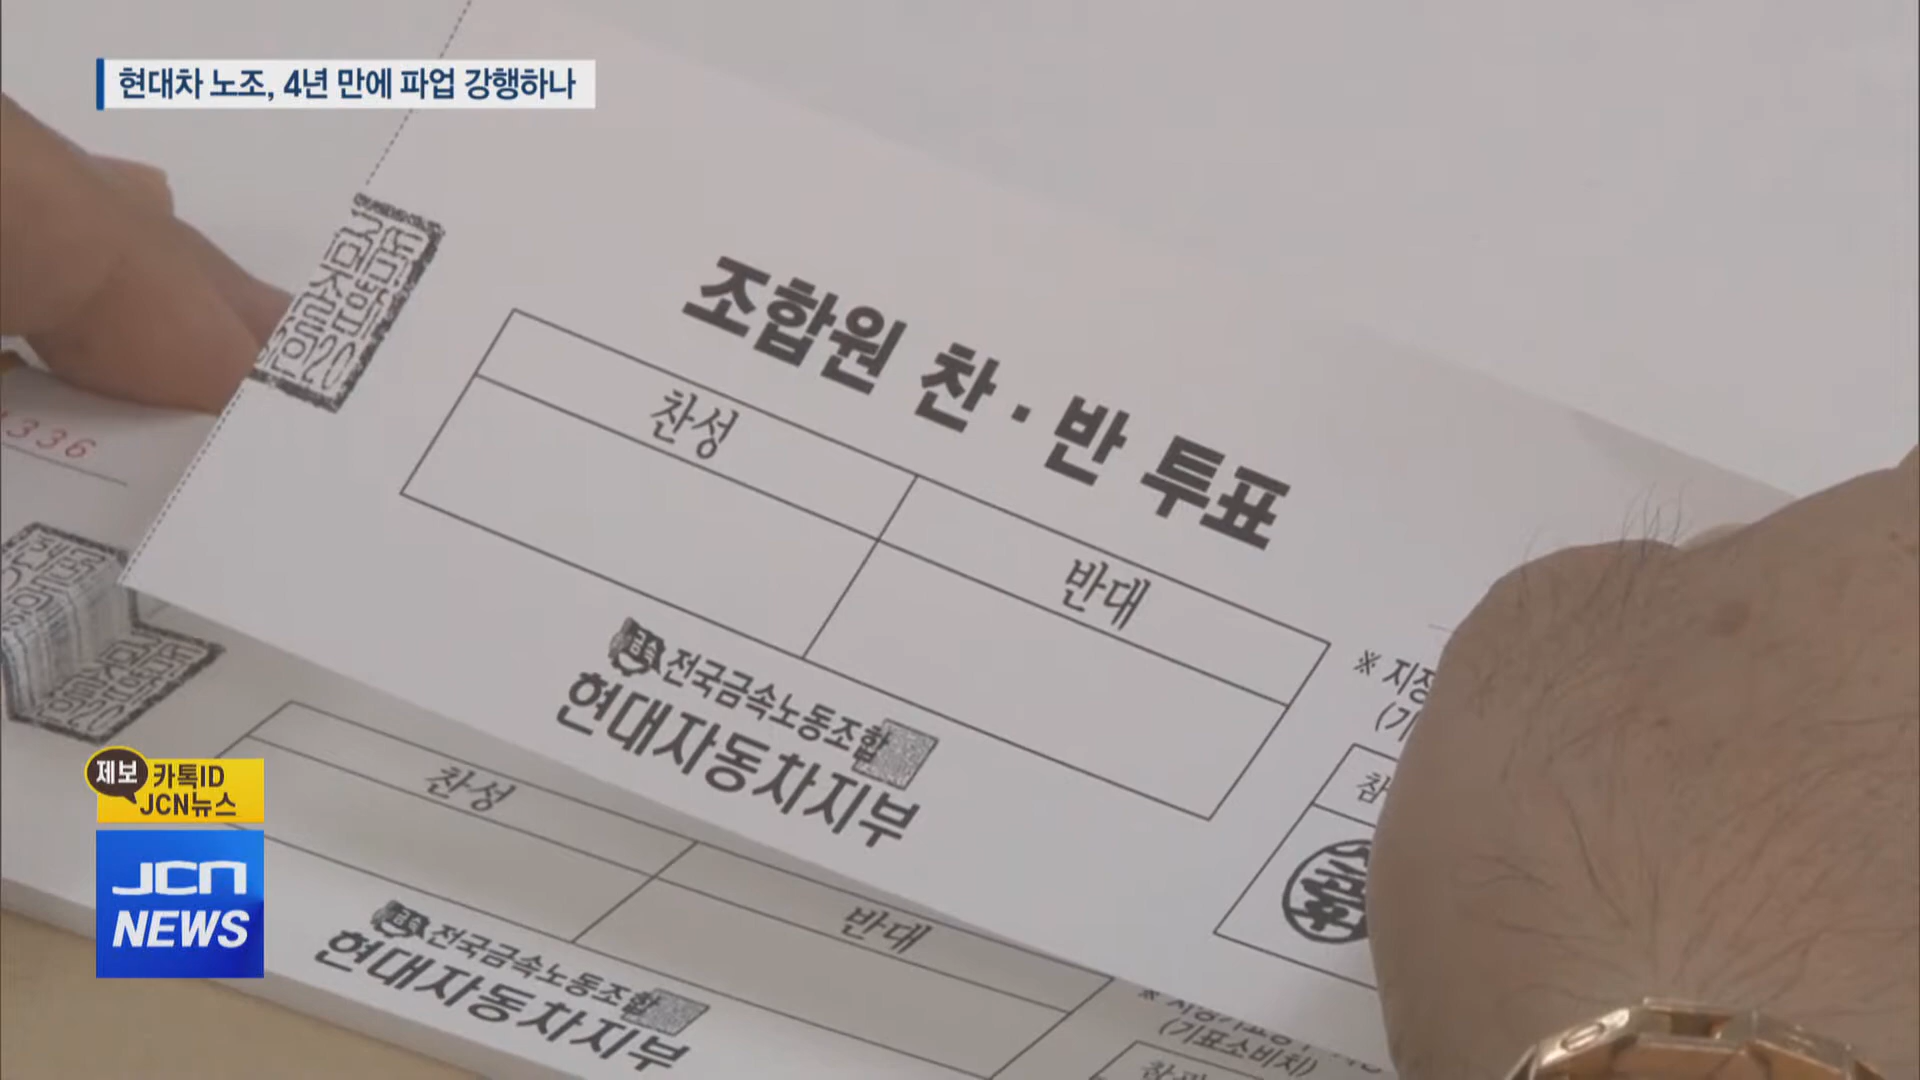 현대차 노조, 4년 만에 파업 강행하나
조합원 찬·반 투표
찬성
반대
전국금속노동조합
현대자동차지부
※ 지정
(기
참
336
찬성
반대
전국금속노동조합
현대자동차지부
(기표소비치)
제보
카톡ID
JCN뉴스
JCN
NEWS